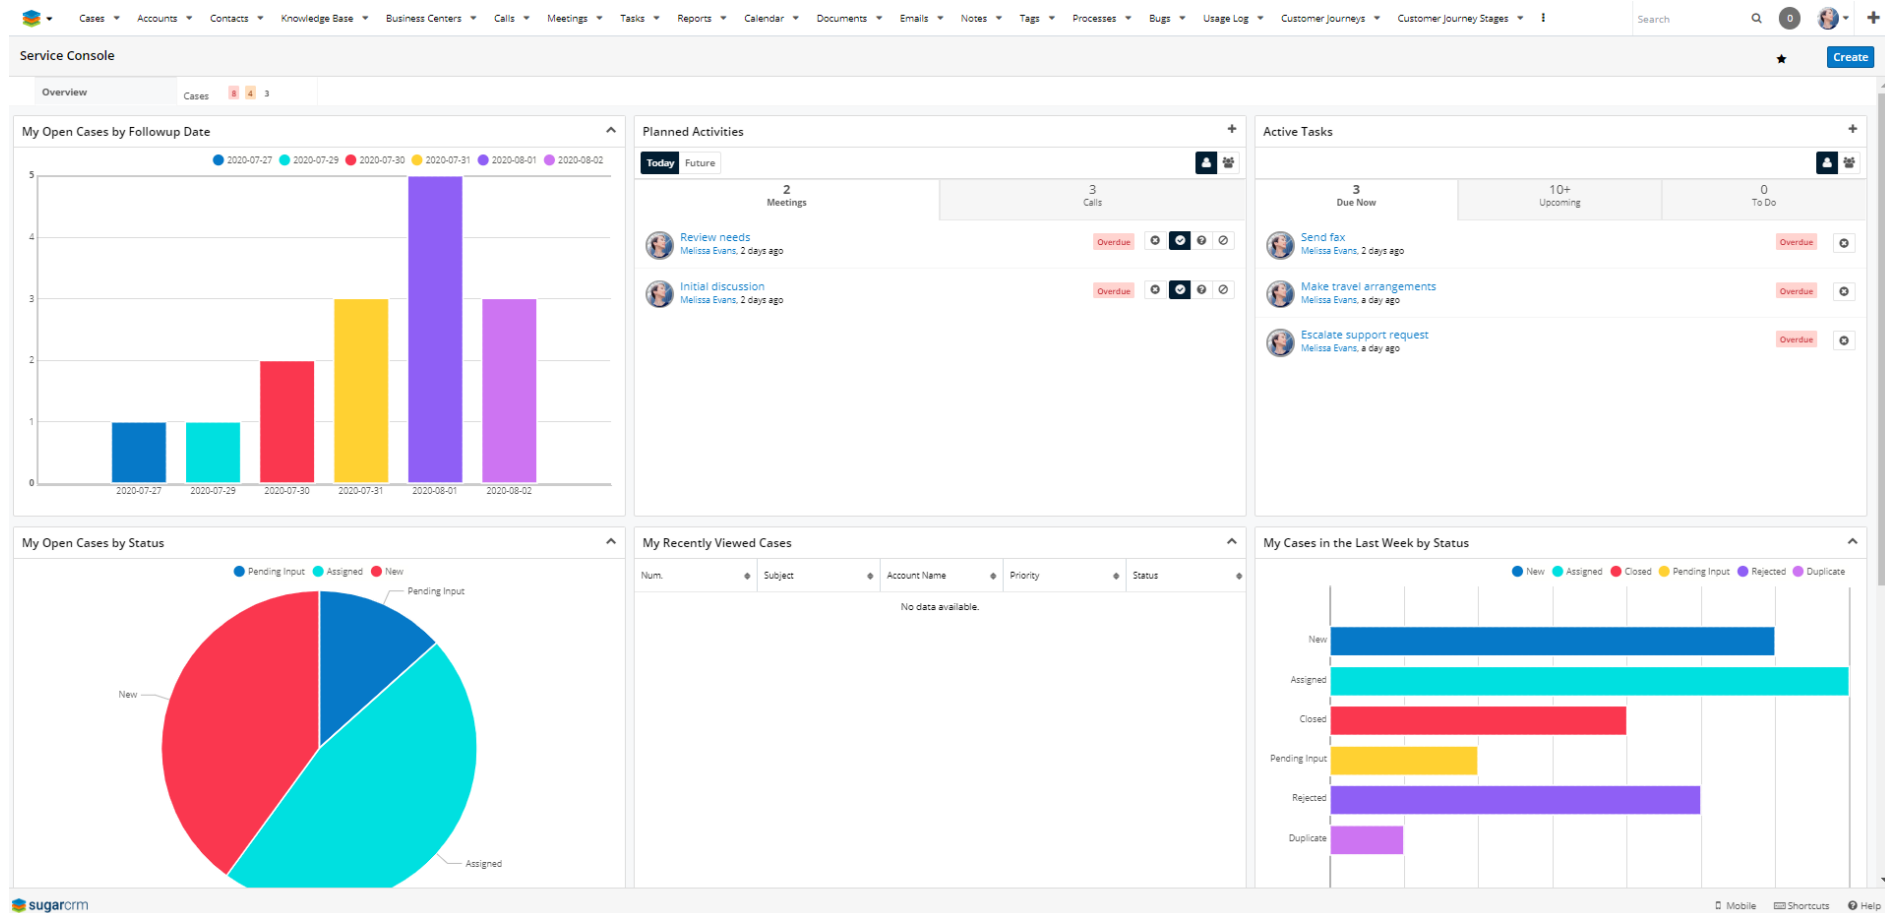 Cases Accounts Contacts Knowledge Base Business Centers Calls Meetings Tasks Reports Calendar Documents Emails Notes Tags Processes Bugs Usage Log Customer Journeys Customer Journey Stages Search 0
Service Console
Create
Overview Cases 8 4 3
My Open Cases by Followup Date
2020-07-27 2020-07-29 2020-07-30 2020-07-31 2020-08-01 2020-08-02
5
4
3
2
1
0
2020-07-27 2020-07-29 2020-07-30 2020-07-31 2020-08-01 2020-08-02
Planned Activities
Today Future
2 3
Meetings Calls
Review needs
Melissa Evans, 2 days ago
Overdue
Initial discussion
Melissa Evans, 2 days ago
Overdue
Active Tasks
3 10+ 0
Due Now Upcoming To Do
Send fax
Melissa Evans, 2 days ago
Overdue
Make travel arrangements
Melissa Evans, a day ago
Overdue
Escalate support request
Melissa Evans, a day ago
Overdue
My Open Cases by Status
Pending Input Assigned New
Pending Input
New
Assigned
My Recently Viewed Cases
Num. Subject Account Name Priority Status
No data available.
My Cases in the Last Week by Status
New Assigned Closed Pending Input Rejected Duplicate
New
Assigned
Closed
Pending Input
Rejected
Duplicate
sugarcrm
Mobile Shortcuts Help